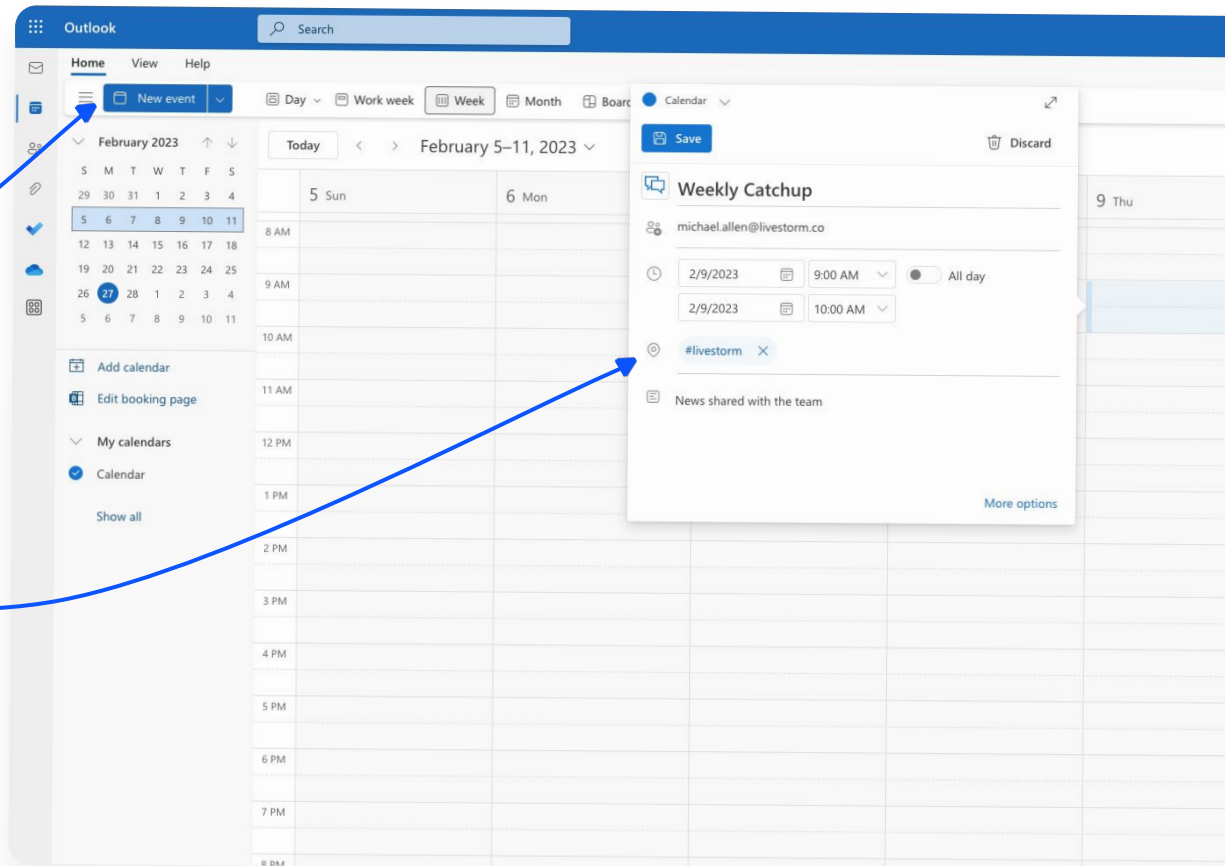 Outlook
Search
Home View Help
New event
Day Work week Week Month Board
February 2023
S M T W T F S
29 30 31 1 2 3 4
5 6 7 8 9 10 11
12 13 14 15 16 17 18
19 20 21 22 23 24 25
26 27 28 1 2 3 4
5 6 7 8 9 10 11
Add calendar
Edit booking page
My calendars
Calendar
Show all
Today February 5–11, 2023
5 Sun 6 Mon 9 Thu
8 AM
9 AM
10 AM
11 AM
12 PM
1 PM
2 PM
3 PM
4 PM
5 PM
6 PM
7 PM
8 PM
Calendar
Save Discard
Weekly Catchup
michael.allen@livestorm.co
2/9/2023 9:00 AM All day
2/9/2023 10:00 AM
#livestorm
News shared with the team
More options